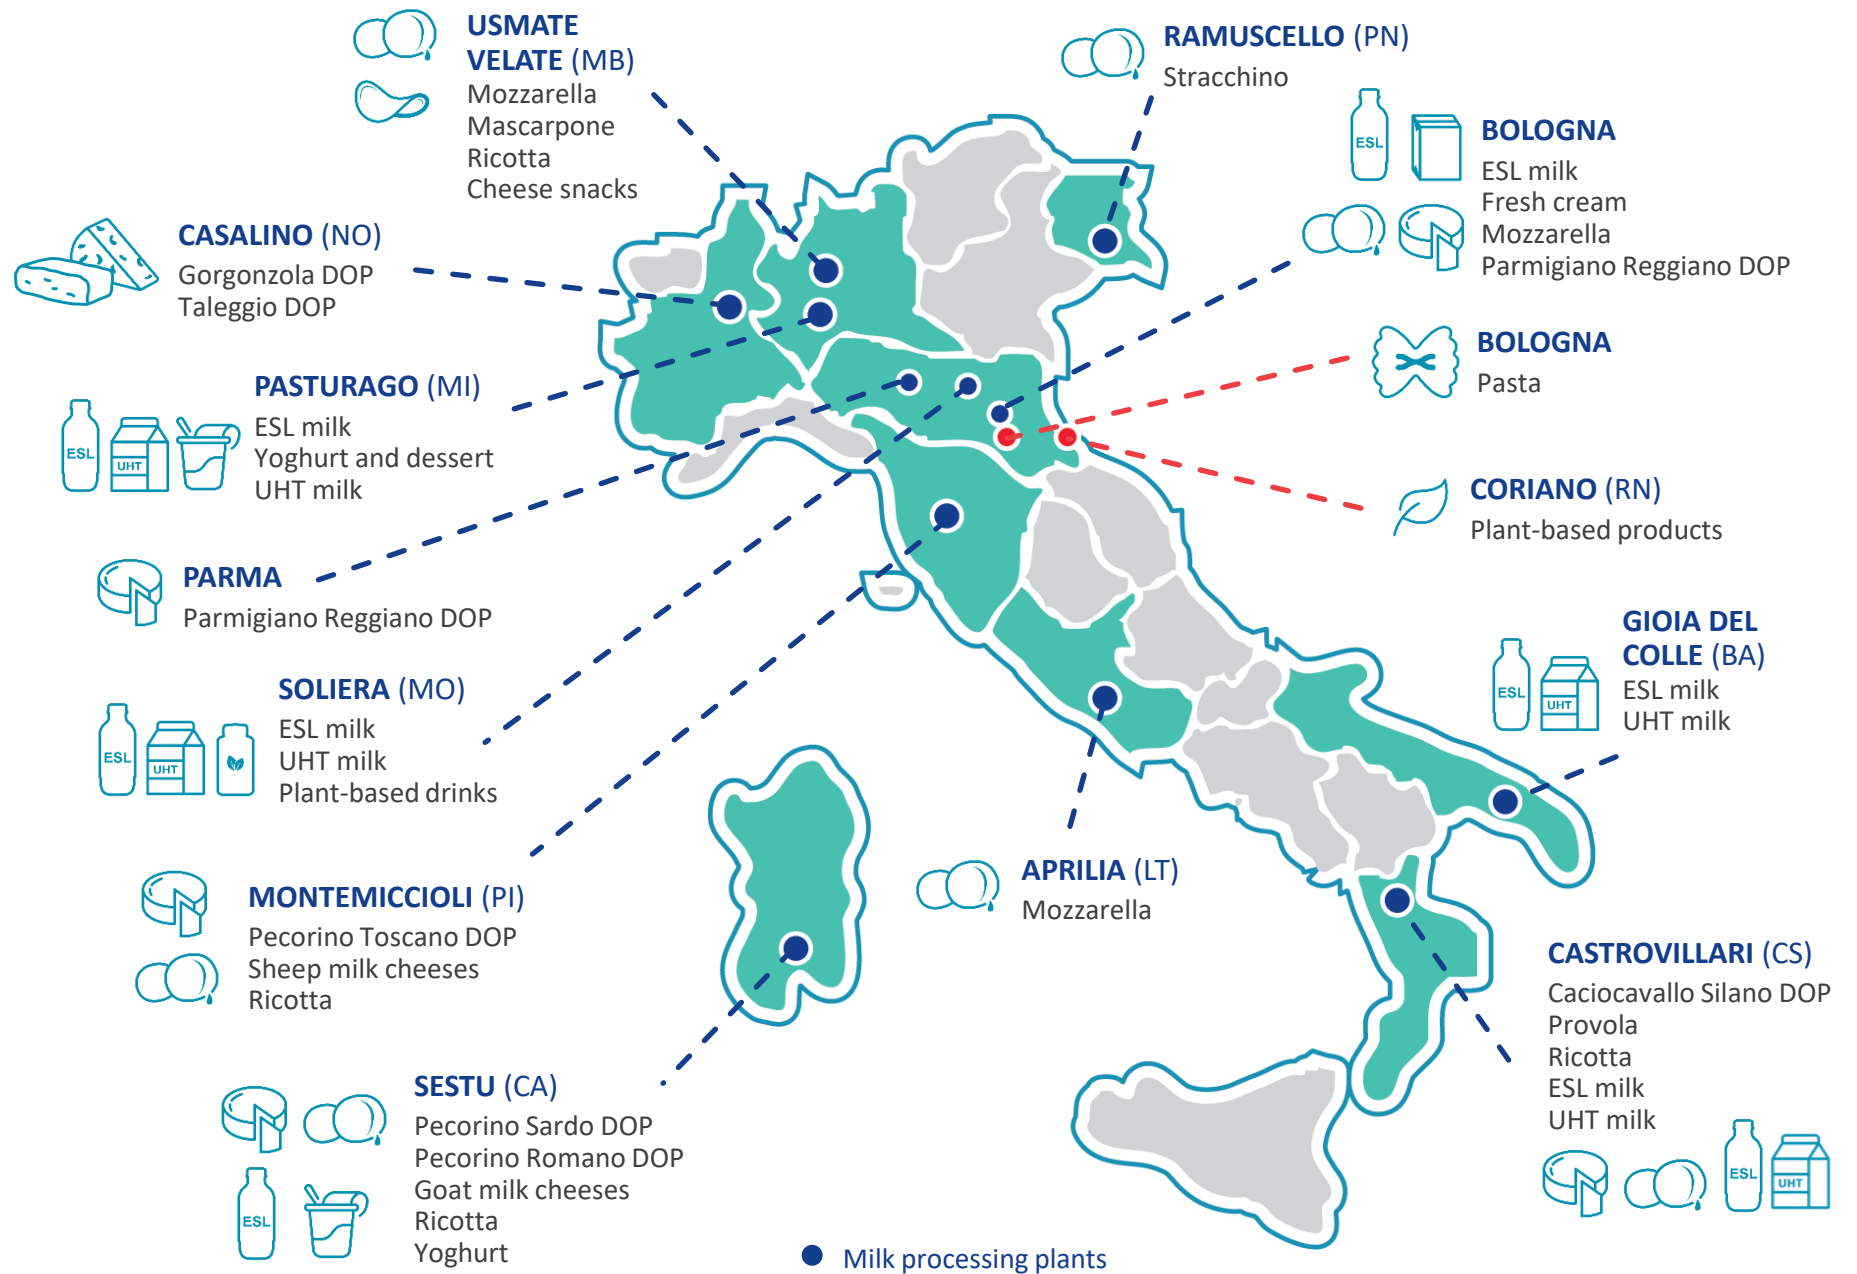 USMATE
VELATE (MB)
Mozzarella
Mascarpone
Ricotta
Cheese snacks
RAMUSCELLO (PN)
Stracchino
ESL
BOLOGNA
ESL milk
Fresh cream
Mozzarella
Parmigiano Reggiano DOP
CASALINO (NO)
Gorgonzola DOP
Taleggio DOP
BOLOGNA
Pasta
PASTURAGO (MI)
ESL milk
Yoghurt and dessert
UHT milk
ESL
UHT
CORIANO (RN)
Plant-based products
PARMA
Parmigiano Reggiano DOP
GIOIA DEL
COLLE (BA)
ESL milk
UHT milk
ESL
UHT
SOLIERA (MO)
ESL milk
UHT milk
Plant-based drinks
ESL
UHT
APRILIA (LT)
Mozzarella
MONTEMICCIOLI (PI)
Pecorino Toscano DOP
Sheep milk cheeses
Ricotta
CASTROVILLARI (CS)
Caciocavallo Silano DOP
Provola
Ricotta
ESL milk
UHT milk
ESL
UHT
SESTU (CA)
Pecorino Sardo DOP
Pecorino Romano DOP
Goat milk cheeses
Ricotta
Yoghurt
ESL
Milk processing plants